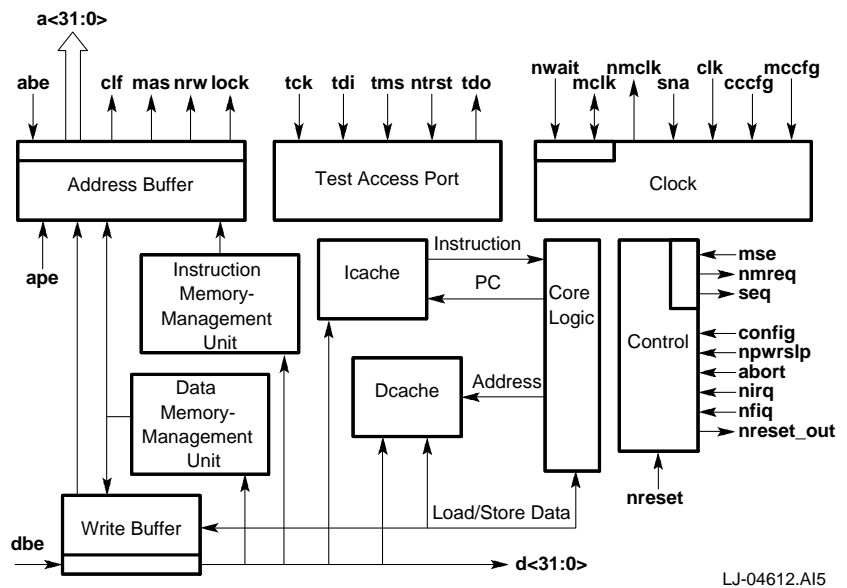 a<31:0>
abe clf mas nrw lock
tck tdi tms ntrst tdo
nwait mclk nmclk sna clk cccfg mccfg
Address Buffer
Test Access Port
Clock
ape
Instruction
Memory-
Management
Unit
Icache
Instruction
PC
Core
Logic
Control
mse
nmreq
seq
config
npwrslp
abort
nirq
nfiq
nreset_out
Data
Memory-
Management
Unit
Dcache
Address
nreset
Write Buffer
Load/Store Data
dbe
d<31:0>
LJ-04612.AI5